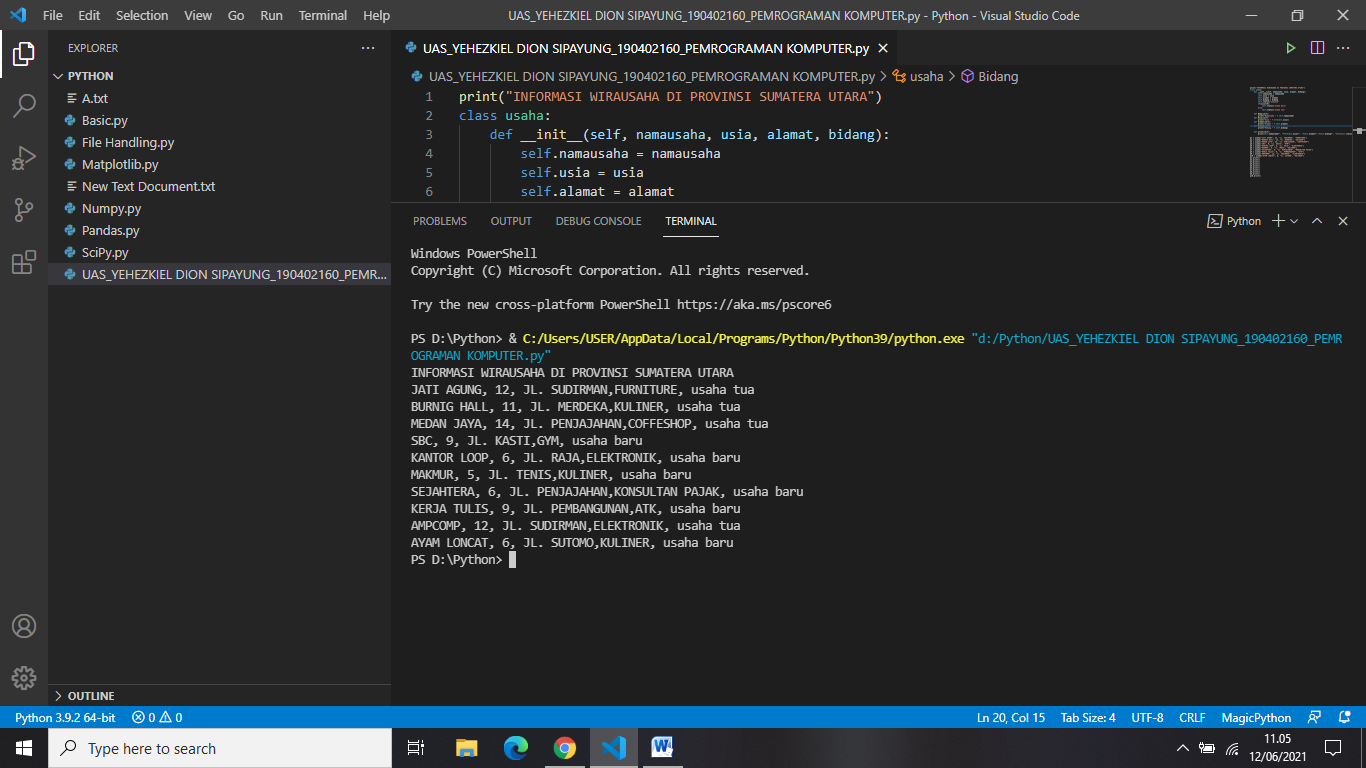 File Edit Selection View Go Run Terminal Help
UAS_YEHEZKIEL DION SIPAYUNG_190402160_PEMROGRAMAN KOMPUTER.py - Python - Visual Studio Code
EXPLORER
PYTHON
A.txt
Basic.py
File Handling.py
Matplotlib.py
New Text Document.txt
Numpy.py
Pandas.py
SciPy.py
UAS_YEHEZKIEL DION SIPAYUNG_190402160_PEMR...
OUTLINE
UAS_YEHEZKIEL DION SIPAYUNG_190402160_PEMROGRAMAN KOMPUTER.py
UAS_YEHEZKIEL DION SIPAYUNG_190402160_PEMROGRAMAN KOMPUTER.py > usaha > Bidang
1 print("INFORMASI WIRAUSAHA DI PROVINSI SUMATERA UTARA")
2 class usaha:
3 def __init__(self, namausaha, usia, alamat, bidang):
4 self.namausaha = namausaha
5 self.usia = usia
6 self.alamat = alamat
PROBLEMS OUTPUT DEBUG CONSOLE TERMINAL
Python
Windows PowerShell
Copyright (C) Microsoft Corporation. All rights reserved.
Try the new cross-platform PowerShell https://aka.ms/pscore6
PS D:\Python> & C:/Users/USER/AppData/Local/Programs/Python/Python39/python.exe "d:/Python/UAS_YEHEZKIEL DION SIPAYUNG_190402160_PEMR
OGRAMAN KOMPUTER.py"
INFORMASI WIRAUSAHA DI PROVINSI SUMATERA UTARA
JATI AGUNG, 12, JL. SUDIRMAN,FURNITURE, usaha tua
BURNIG HALL, 11, JL. MERDEKA,KULINER, usaha tua
MEDAN JAYA, 14, JL. PENJAJAHAN,COFFESHOP, usaha tua
SBC, 9, JL. KASTI,GYM, usaha baru
KANTOR LOOP, 6, JL. RAJA,ELEKTRONIK, usaha baru
MAKMUR, 5, JL. TENIS,KULINER, usaha baru
SEJAHTERA, 6, JL. PENJAJAHAN,KONSULTAN PAJAK, usaha baru
KERJA TULIS, 9, JL. PEMBANGUNAN,ATK, usaha baru
AMPCOMP, 12, JL. SUDIRMAN,ELEKTRONIK, usaha tua
AYAM LONCAT, 6, JL. SUTOMO,KULINER, usaha baru
PS D:\Python>
Python 3.9.2 64-bit 0 0 Ln 20, Col 15 Tab Size: 4 UTF-8 CRLF MagicPython
Type here to search
11.05
12/06/2021